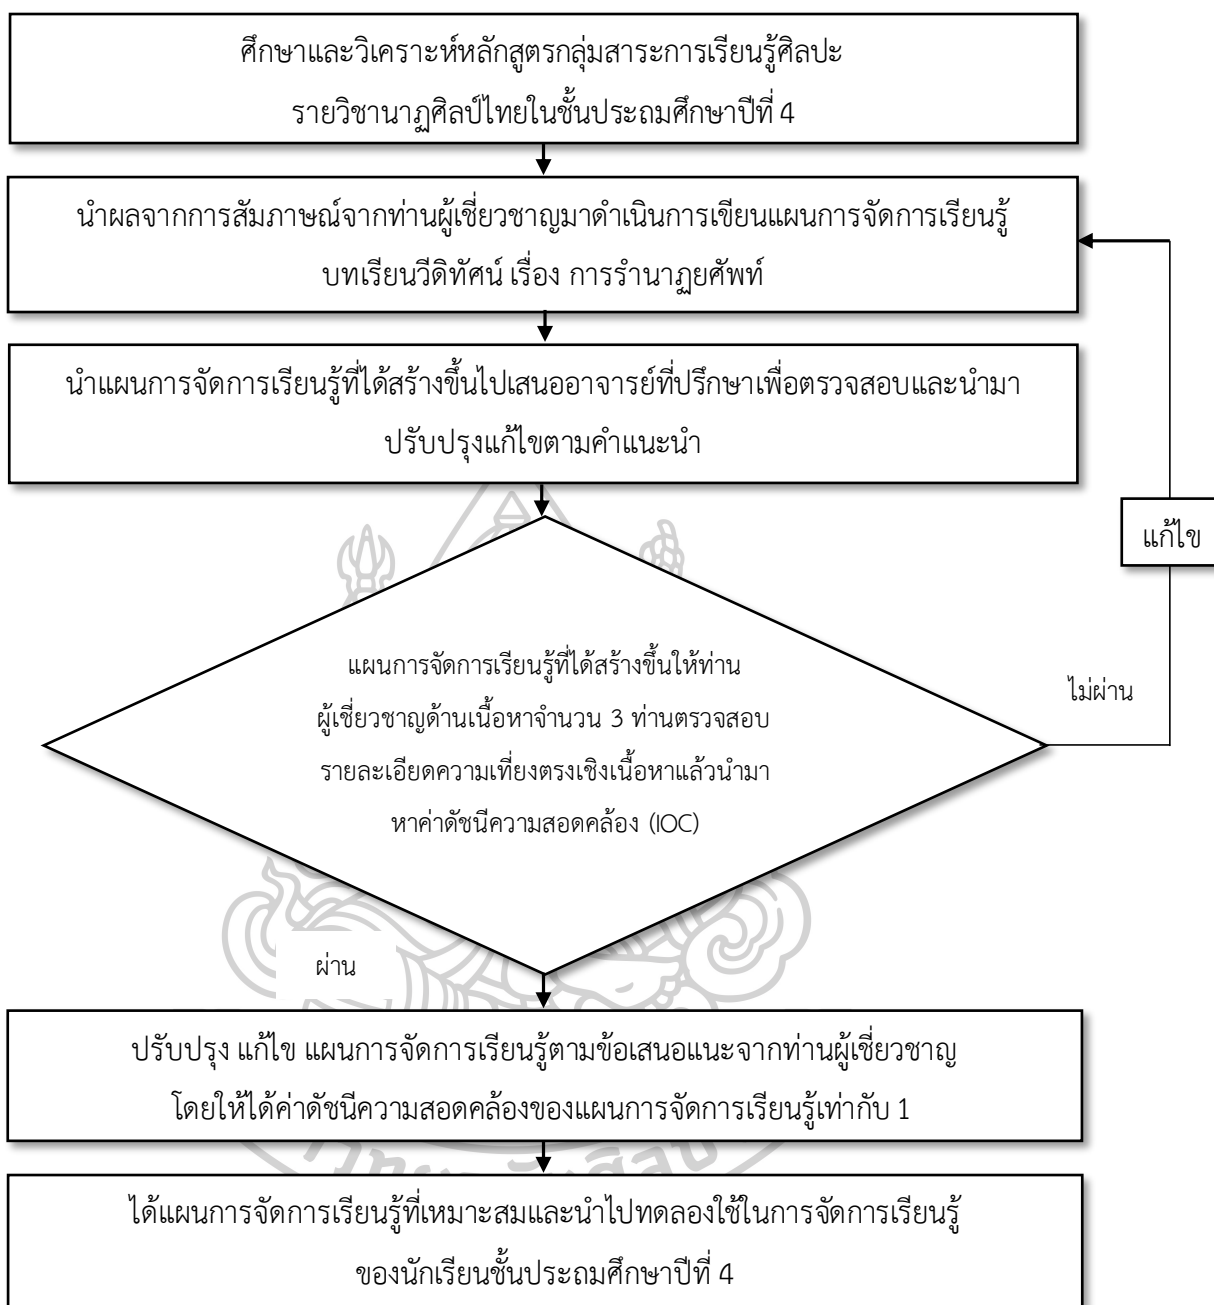 ศึกษาและวิเคราะห์หลักสูตรกลุ่มสาระการเรียนรู้ศิลปะ
รายวิชานาฏศิลป์ไทยในชั้นประถมศึกษาปีที่ 4
นำผลจากการสัมภาษณ์จากท่านผู้เชี่ยวชาญมาดำเนินการเขียนแผนการจัดการเรียนรู้
บทเรียนวีดิทัศน์ เรื่อง การรำนาฏยศัพท์
นำแผนการจัดการเรียนรู้ที่ได้สร้างขึ้นไปเสนออาจารย์ที่ปรึกษาเพื่อตรวจสอบและนำมา
ปรับปรุงแก้ไขตามคำแนะนำ
แก้ไข
แผนการจัดการเรียนรู้ที่ได้สร้างขึ้นให้ท่าน
ผู้เชี่ยวชาญด้านเนื้อหาจำนวน 3 ท่านตรวจสอบ
รายละเอียดความเที่ยงตรงเชิงเนื้อหาแล้วนำมา
หาค่าดัชนีความสอดคล้อง (IOC)
ไม่ผ่าน
ผ่าน
ปรับปรุง แก้ไข แผนการจัดการเรียนรู้ตามข้อเสนอแนะจากท่านผู้เชี่ยวชาญ
โดยให้ได้ค่าดัชนีความสอดคล้องของแผนการจัดการเรียนรู้เท่ากับ 1
ได้แผนการจัดการเรียนรู้ที่เหมาะสมและนำไปทดลองใช้ในการจัดการเรียนรู้
ของนักเรียนชั้นประถมศึกษาปีที่ 4